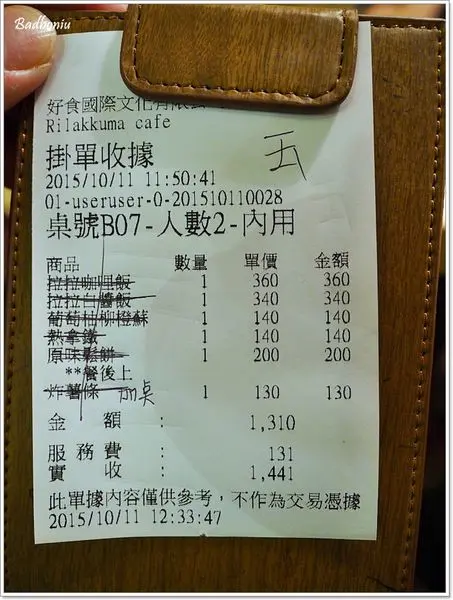 Badboniu
好食國際文化有限公
Rilakkuma cafe
掛單收據
2015/10/11 11:50:41
01-useruser-0-201510110028
桌號B07-人數2-內用
商品 數量 單價 金額
拉拉咖哩飯 1 360 360
拉拉白醬飯 1 340 340
葡萄柚柳橙蘇 1 140 140
熱拿鐵 1 140 140
原味鬆餅 1 200 200
**餐後上
炸薯條 加桌 1 130 130
金 額 : 1,310
服 務 費 : 131
實 收 : 1,441
此單據內容僅供參考，不作為交易憑據
2015/10/11 12:33:47